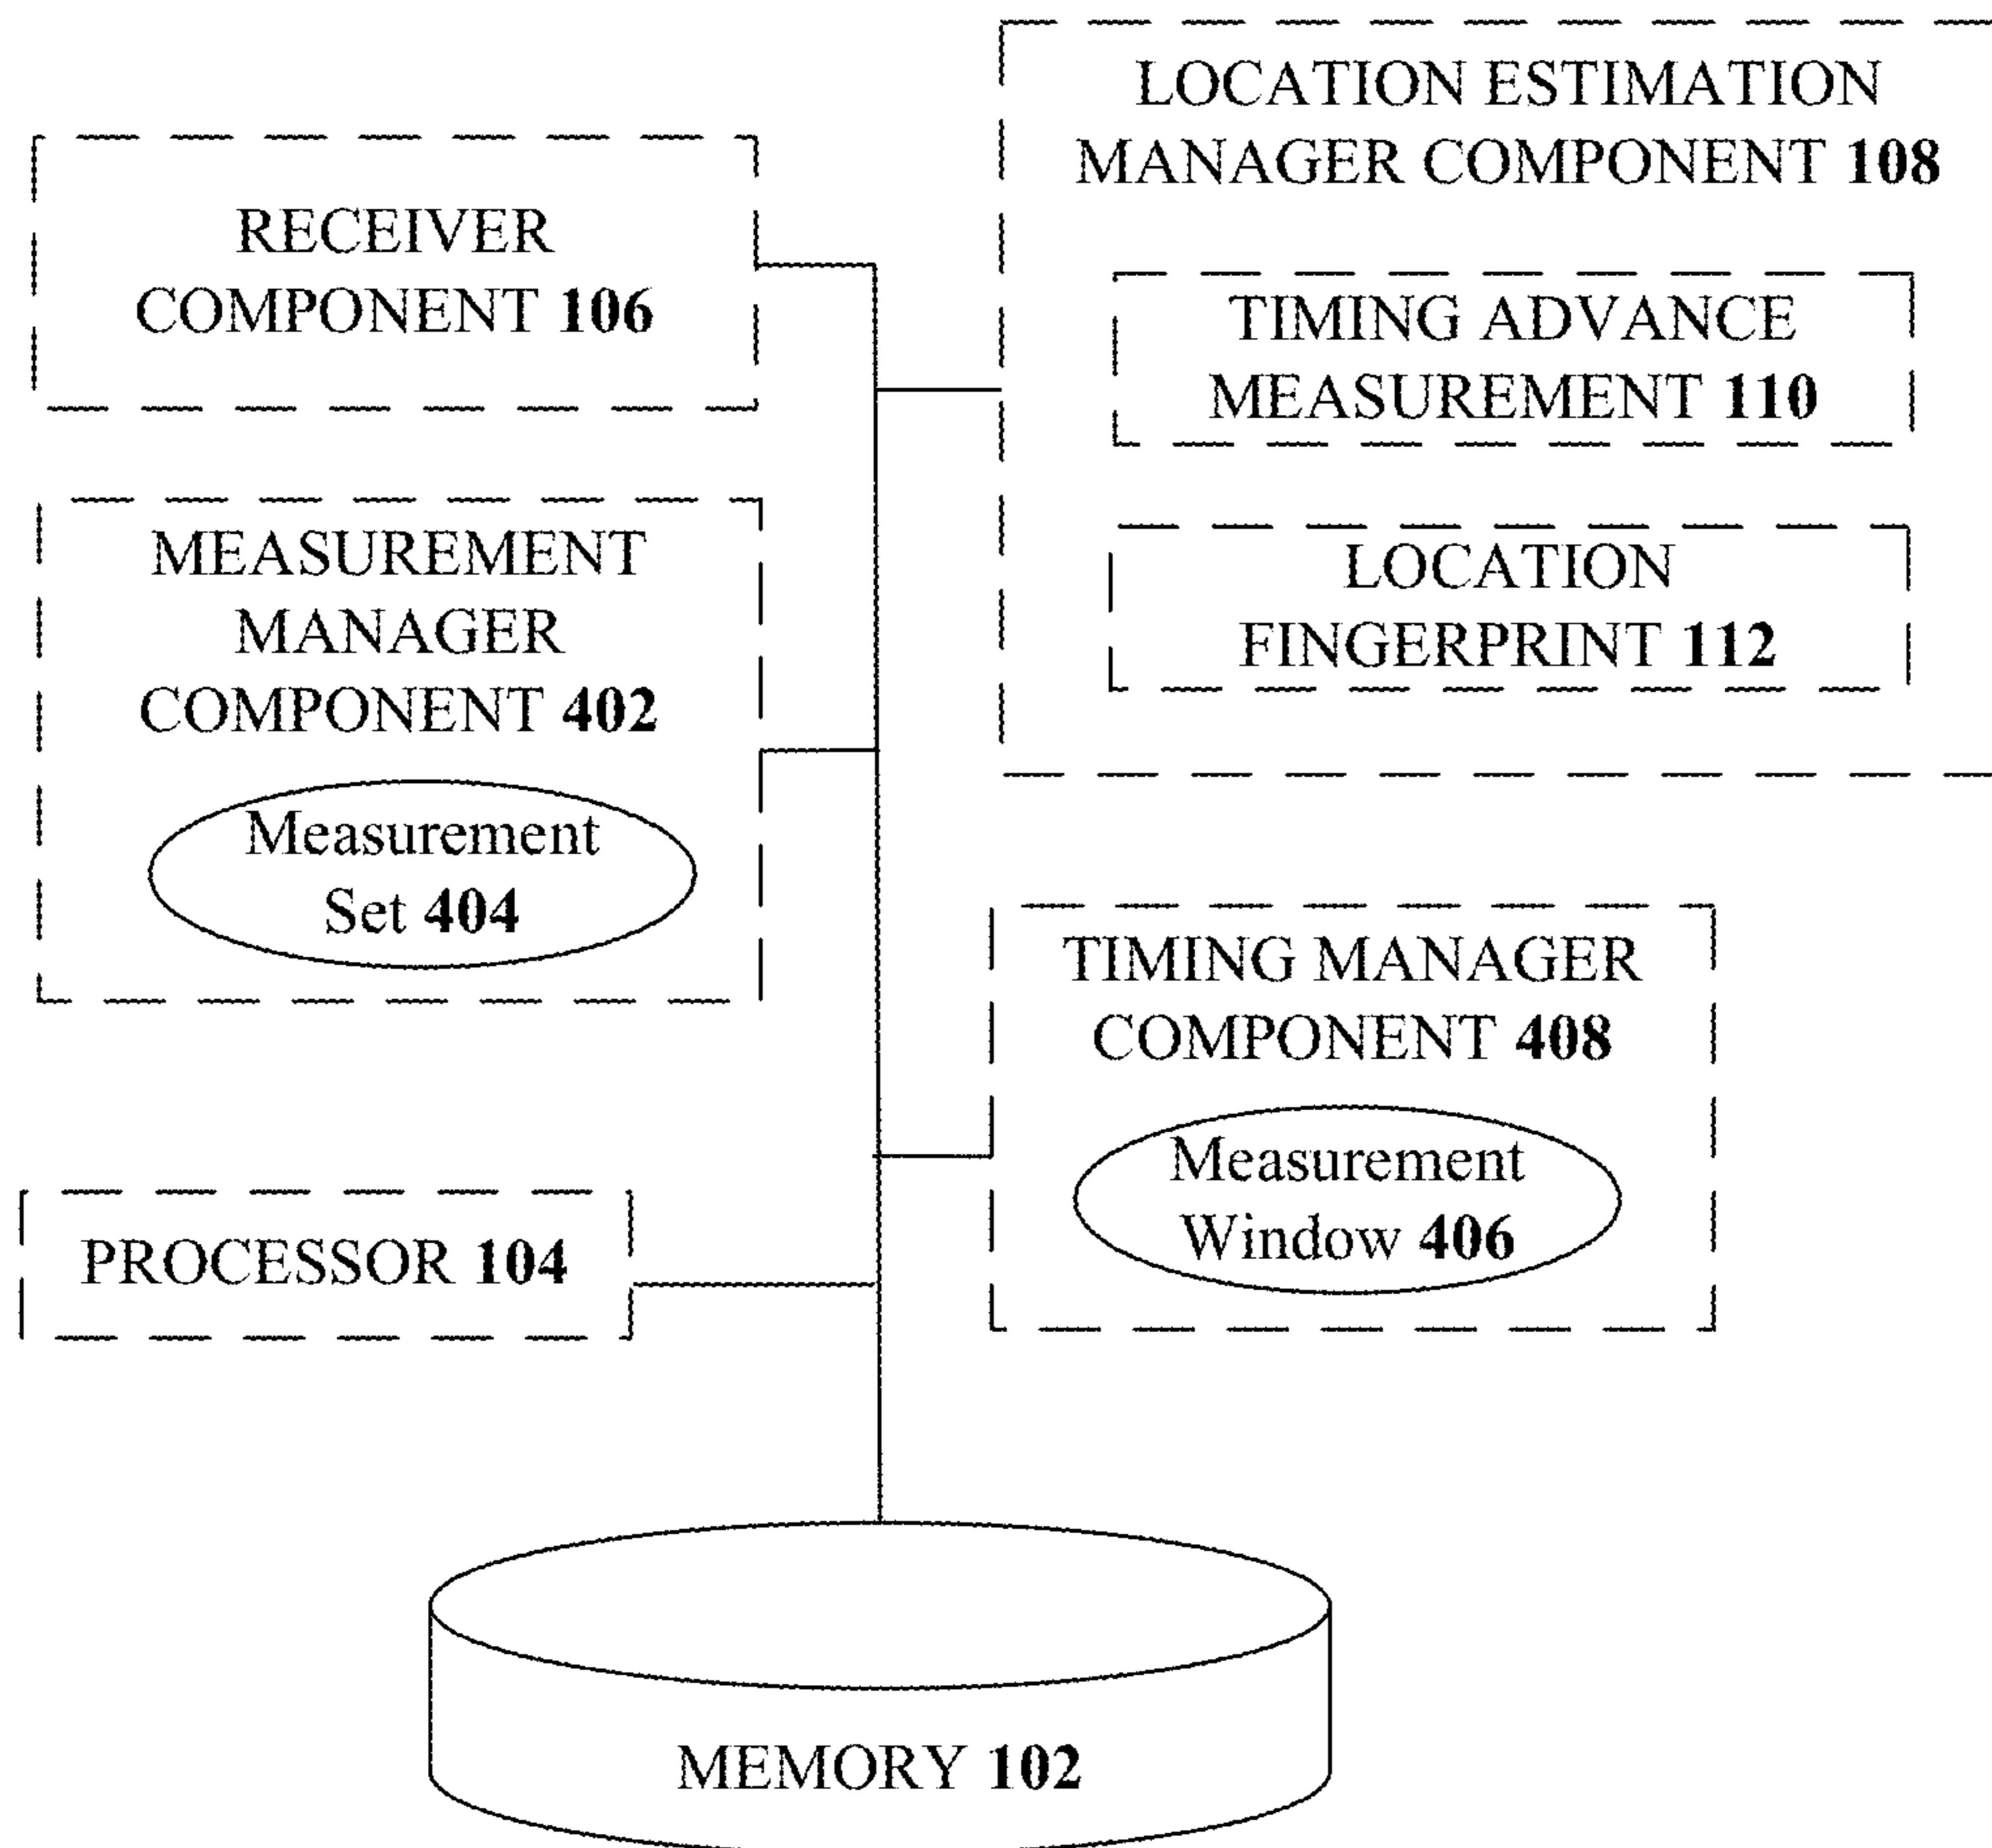 LOCATION ESTIMATION
MANAGER COMPONENT 108
RECEIVER
COMPONENT 106
TIMING ADVANCE
MEASUREMENT 110
LOCATION
FINGERPRINT 112
MEASUREMENT
MANAGER
COMPONENT 402
Measurement
Set 404
TIMING MANAGER
COMPONENT 408
Measurement
Window 406
PROCESSOR 104
MEMORY 102